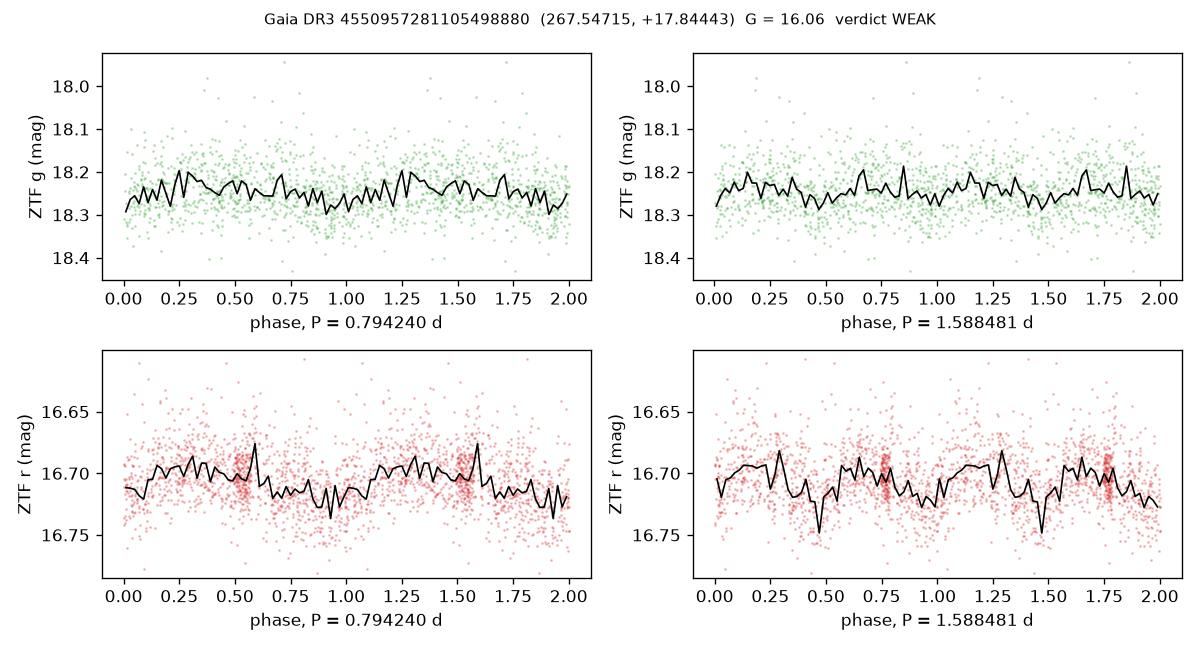 Gaia DR3 4550957281105498880 (267.54715, +17.84443) G = 16.06 verdict WEAK
ZTF g (mag)
18.0
18.1
18.2
18.3
18.4
0.00 0.25 0.50 0.75 1.00 1.25 1.50 1.75 2.00
phase, P = 0.794240 d
ZTF g (mag)
18.0
18.1
18.2
18.3
18.4
0.00 0.25 0.50 0.75 1.00 1.25 1.50 1.75 2.00
phase, P = 1.588481 d
ZTF r (mag)
16.65
16.70
16.75
0.00 0.25 0.50 0.75 1.00 1.25 1.50 1.75 2.00
phase, P = 0.794240 d
ZTF r (mag)
16.65
16.70
16.75
0.00 0.25 0.50 0.75 1.00 1.25 1.50 1.75 2.00
phase, P = 1.588481 d